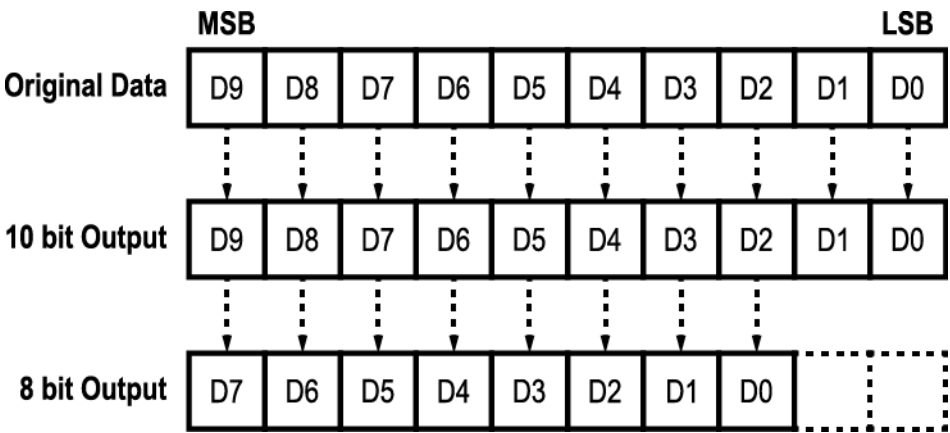 MSB LSB
Original Data D9 D8 D7 D6 D5 D4 D3 D2 D1 D0
10 bit Output D9 D8 D7 D6 D5 D4 D3 D2 D1 D0
8 bit Output D7 D6 D5 D4 D3 D2 D1 D0